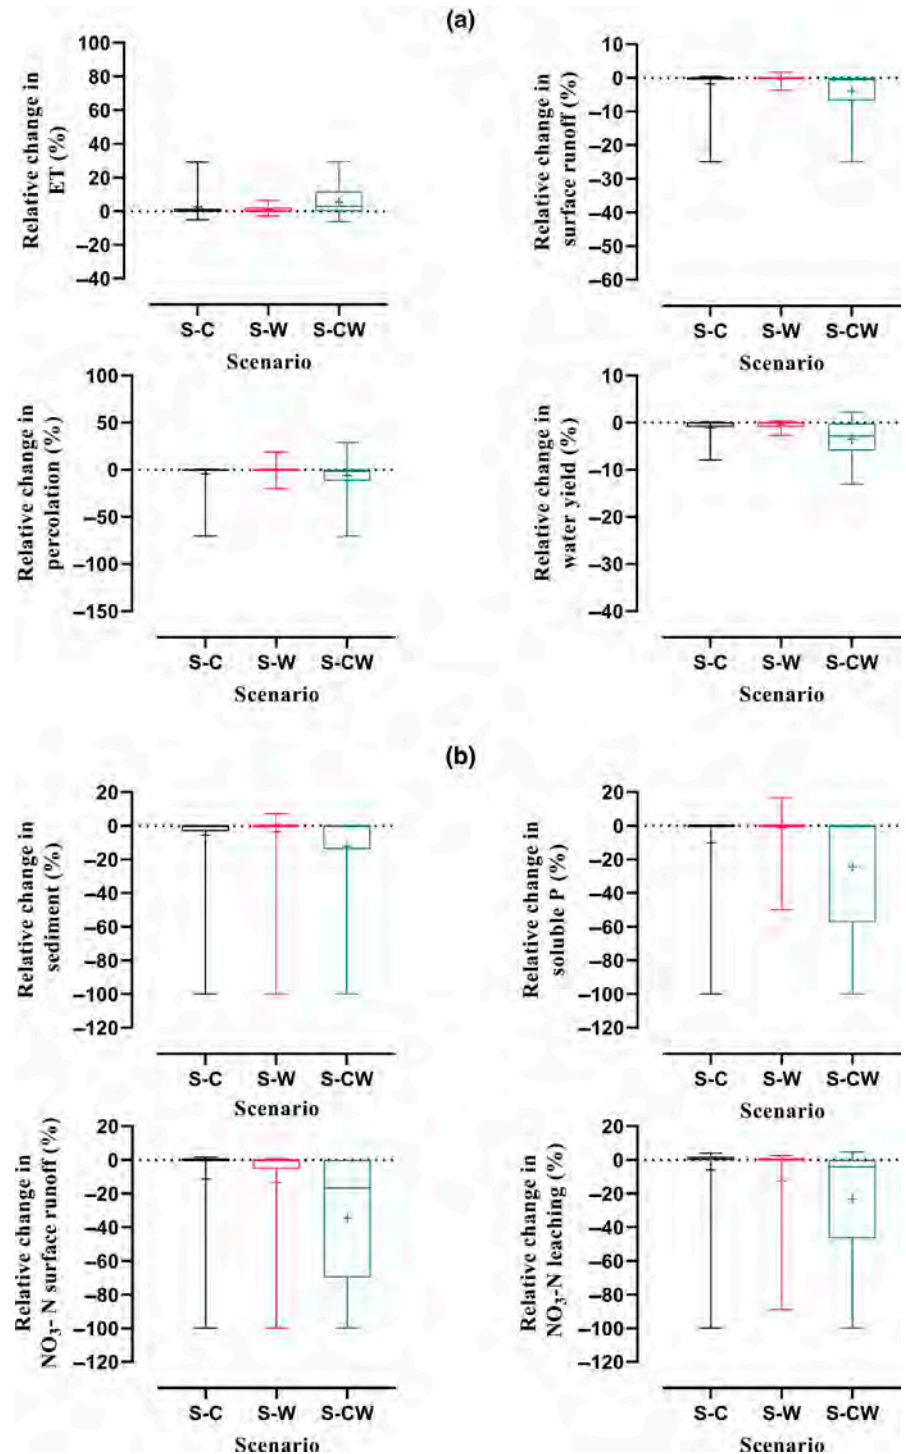 (a)
Relative change in
ET (%)
100
80
60
40
20
0
−20
−40
S-C S-W S-CW
Scenario
Relative change in
surface runoff (%)
10
0
−10
−20
−30
−40
−50
−60
S-C S-W S-CW
Scenario
Relative change in
percolation (%)
100
50
0
−50
−100
−150
S-C S-W S-CW
Scenario
Relative change in
water yield (%)
10
0
−10
−20
−30
−40
S-C S-W S-CW
Scenario
(b)
Relative change in
sediment (%)
20
0
−20
−40
−60
−80
−100
−120
S-C S-W S-CW
Scenario
Relative change in
soluble P (%)
20
0
−20
−40
−60
−80
−100
−120
S-C S-W S-CW
Scenario
Relative change in
NO₃- N surface runoff (%)
20
0
−20
−40
−60
−80
−100
−120
S-C S-W S-CW
Scenario
Relative change in
NO₃-N leaching (%)
20
0
−20
−40
−60
−80
−100
−120
S-C S-W S-CW
Scenario